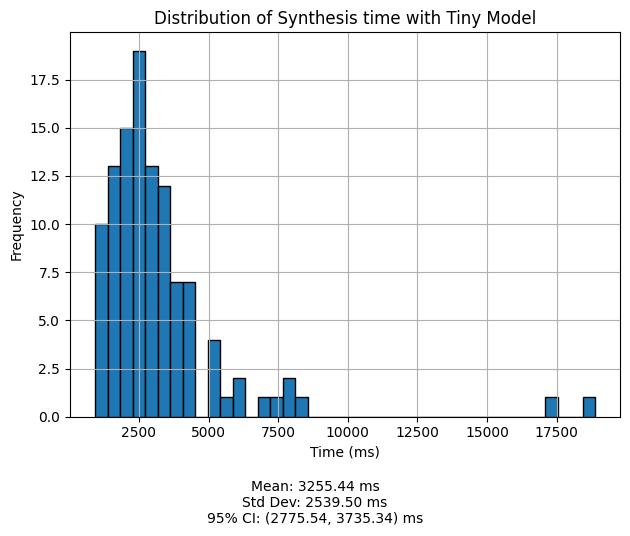 Distribution of Synthesis time with Tiny Model
17.5
15.0
12.5
10.0
7.5
5.0
2.5
0.0
Frequency
2500 5000 7500 10000 12500 15000 17500
Time (ms)
Mean: 3255.44 ms
Std Dev: 2539.50 ms
95% CI: (2775.54, 3735.34) ms